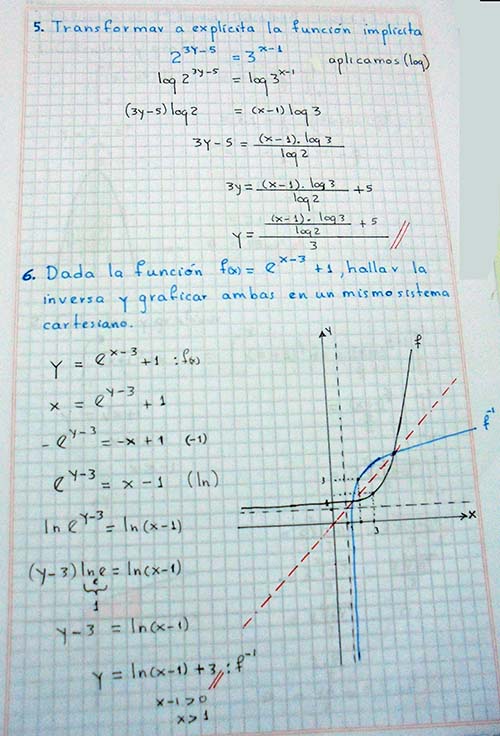 5. Transformar a explícita la función implícita
2^(3y-5) = 3^(x-1) aplicamos (log)
log 2^(3y-5) = log 3^(x-1)
(3y-5) log 2 = (x-1) log 3
3y-5 = (x-1). log 3 / log 2
3y = (x-1). log 3 / log 2 + 5
y = ((x-1). log 3 / log 2 + 5) / 3 //
6. Dada la función f(x) = e^(x-3) + 1, hallar la
inversa y graficar ambas en un mismo sistema
cartesiano.
y = e^(x-3) + 1 : f(x)
x = e^(y-3) + 1
- e^(y-3) = -x + 1 (-1)
e^(y-3) = x - 1 (ln)
ln e^(y-3) = ln(x-1)
(y-3) ln e = ln(x-1)
1
y-3 = ln(x-1)
y = ln(x-1) + 3 // : f^-1
x-1 > 0
x > 1
y
f
f^-1
3
1
1
3
x